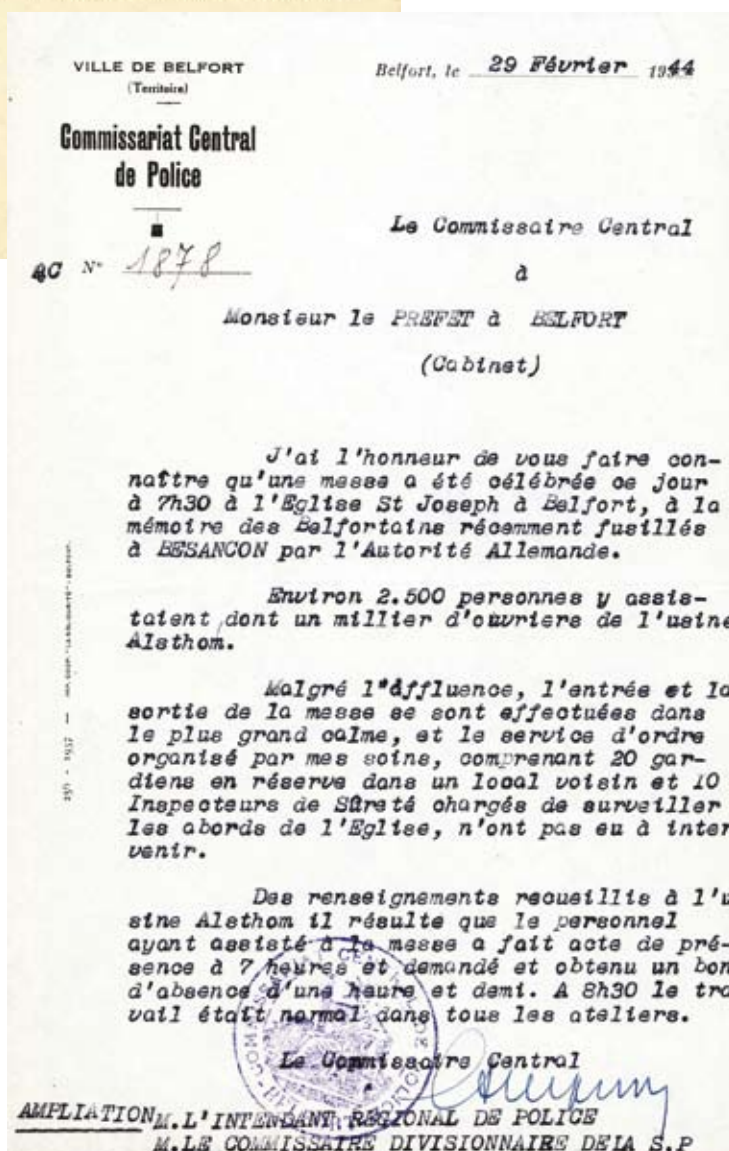 VILLE DE BELFORT
(Territoire)
Commissariat Central
de Police
Belfort, le 29 Février 1944
N° 1878
Le Commissaire Central
à
Monsieur le PREFET à BELFORT
(Cabinet)
J'ai l'honneur de vous faire con-
naître qu'une messe a été célébrée ce jour
à 7h30 à l'Eglise St Joseph à Belfort, à la
mémoire des Belfortains récemment fusillés
à BESANCON par l'Autorité Allemande.
Environ 2.500 personnes y assis-
taient, dont un millier d'ouvriers de l'usine
Alsthom.
Malgré l'affluence, l'entrée et la
sortie de la messe se sont effectuées dans
le plus grand calme, et le service d'ordre
organisé par mes soins, comprenant 20 gar-
diens en réserve dans un local voisin et 10
Inspecteurs de Sûreté chargés de surveiller
les abords de l'Eglise, n'ont pas eu à inter
venir.
Des renseignements recueillis à l'u
sine Alsthom il résulte que le personnel
ayant assisté à la messe a fait acte de pré-
sence à 7 heures et demandé et obtenu un bon
d'absence d'une heure et demi. A 8h30 le tra
vail était normal dans tous les ateliers.
Le Commissaire Central
AMPLIATION M.L'INTENDANT REGIONAL DE POLICE
M.LE COMMISSAIRE DIVISIONNAIRE DE LA S.P